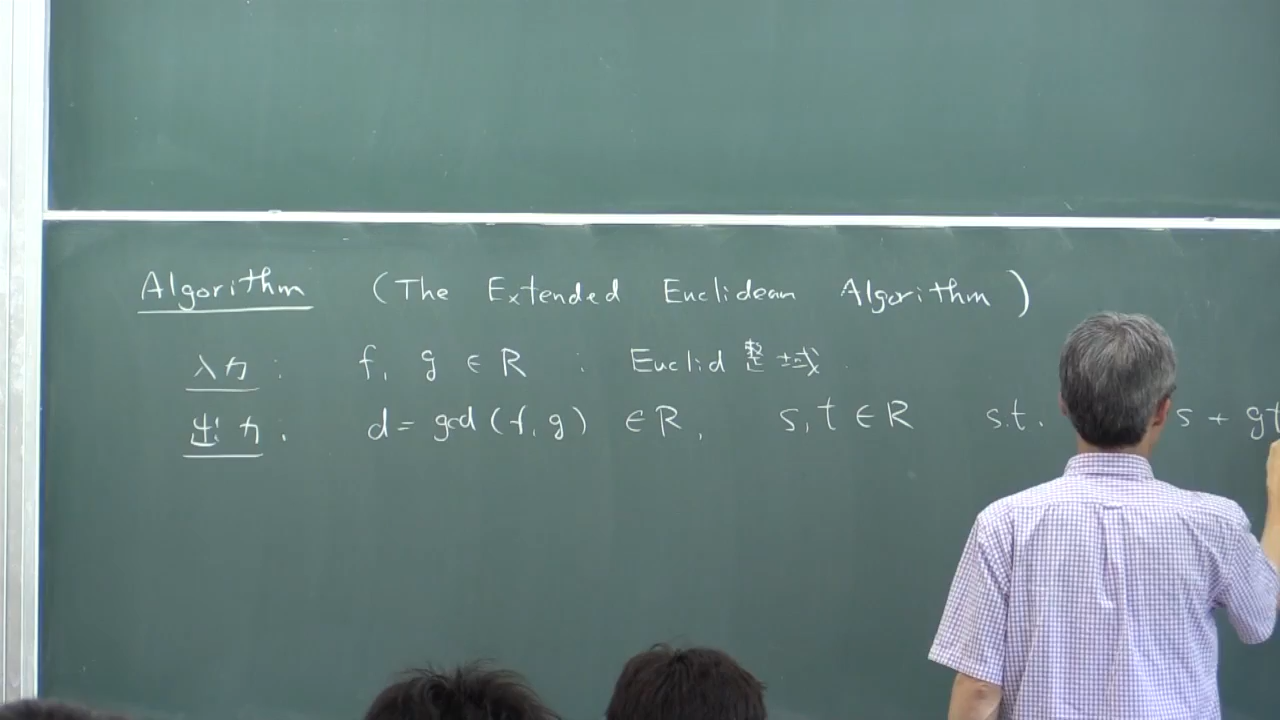 Algorithm (The Extended Euclidean Algorithm)
入力: f, g ∈ R : Euclid 整域.
出力. d = gcd(f, g) ∈ R, s, t ∈ R s.t. s + gt